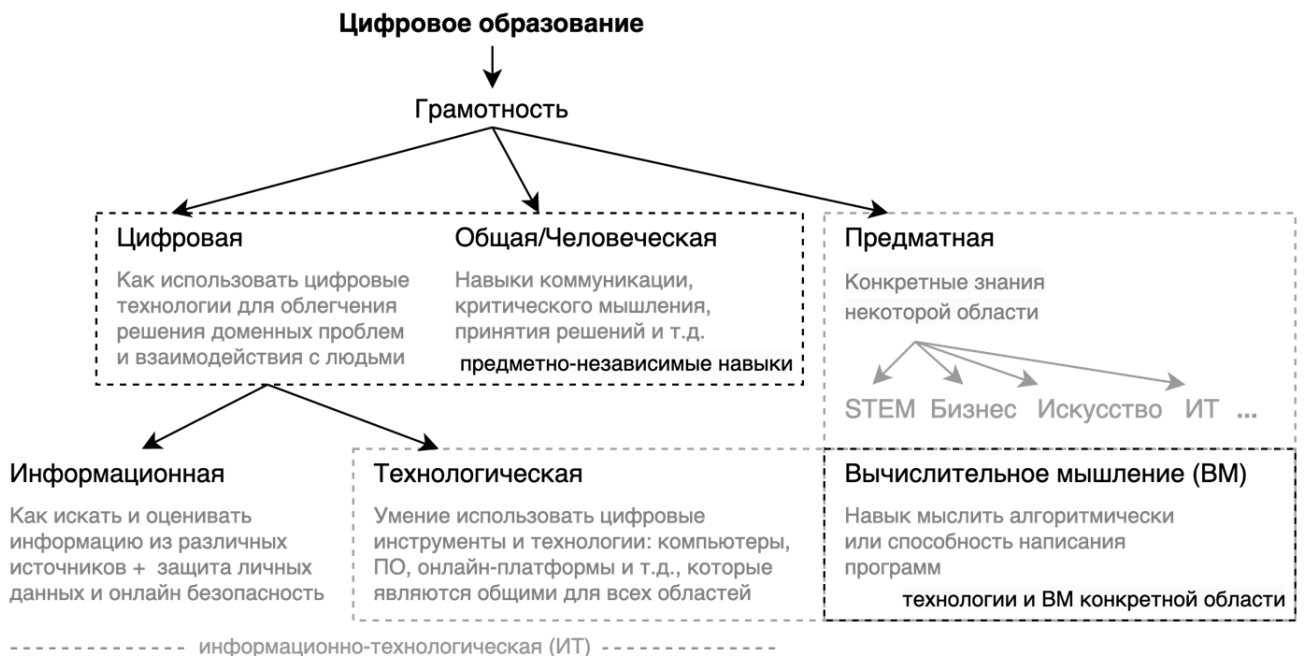 Цифровое образование
Грамотность
Цифровая
Как использовать цифровые
технологии для облегчения
решения доменных проблем
и взаимодействия с людьми
Общая/Человеческая
Навыки коммуникации,
критического мышления,
принятия решений и т.д.
предметно-независимые навыки
Предматная
Конкретные знания
некоторой области
STEM Бизнес Искусство ИТ ...
Информационная
Как искать и оценивать
информацию из различных
источников + защита личных
данных и онлайн безопасность
Технологическая
Умение использовать цифровые
инструменты и технологии: компьютеры,
ПО, онлайн-платформы и т.д., которые
являются общими для всех областей
Вычислительное мышление (ВМ)
Навык мыслить алгоритмически
или способность написания
программ
технологии и ВМ конкретной области
информационно-технологическая (ИТ)